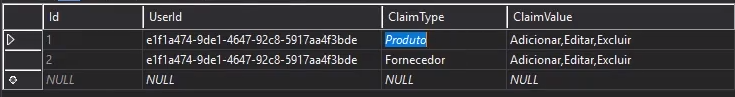 Id UserId ClaimType ClaimValue
1 e1f1a474-9de1-4647-92c8-5917aa4f3bde Produto Adicionar,Editar,Excluir
2 e1f1a474-9de1-4647-92c8-5917aa4f3bde Fornecedor Adicionar,Editar,Excluir
NULL NULL NULL NULL